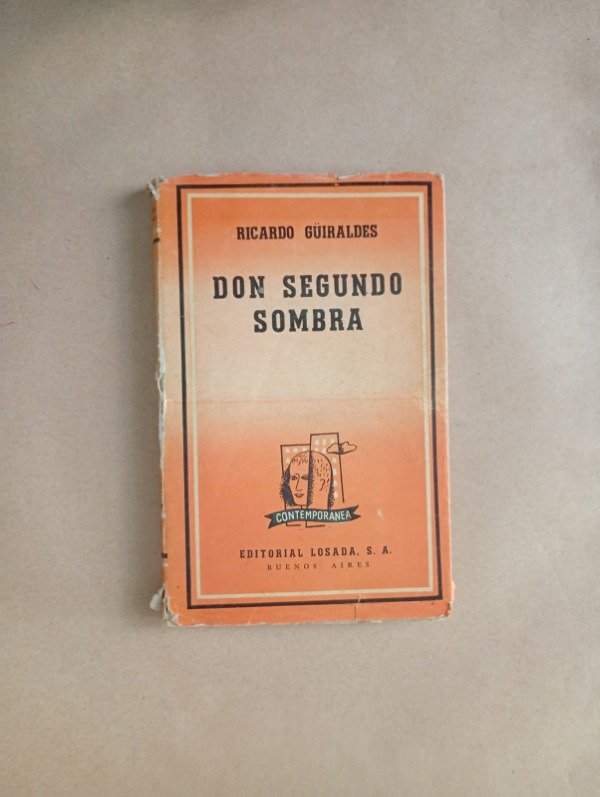 RICARDO GÜIRALDES
DON SEGUNDO
SOMBRA
CONTEMPORANEA
EDITORIAL LOSADA, S. A.
BUENOS AIRES